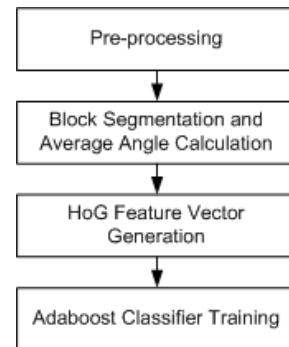 Pre-processing
Block Segmentation and
Average Angle Calculation
HoG Feature Vector
Generation
Adaboost Classifier Training